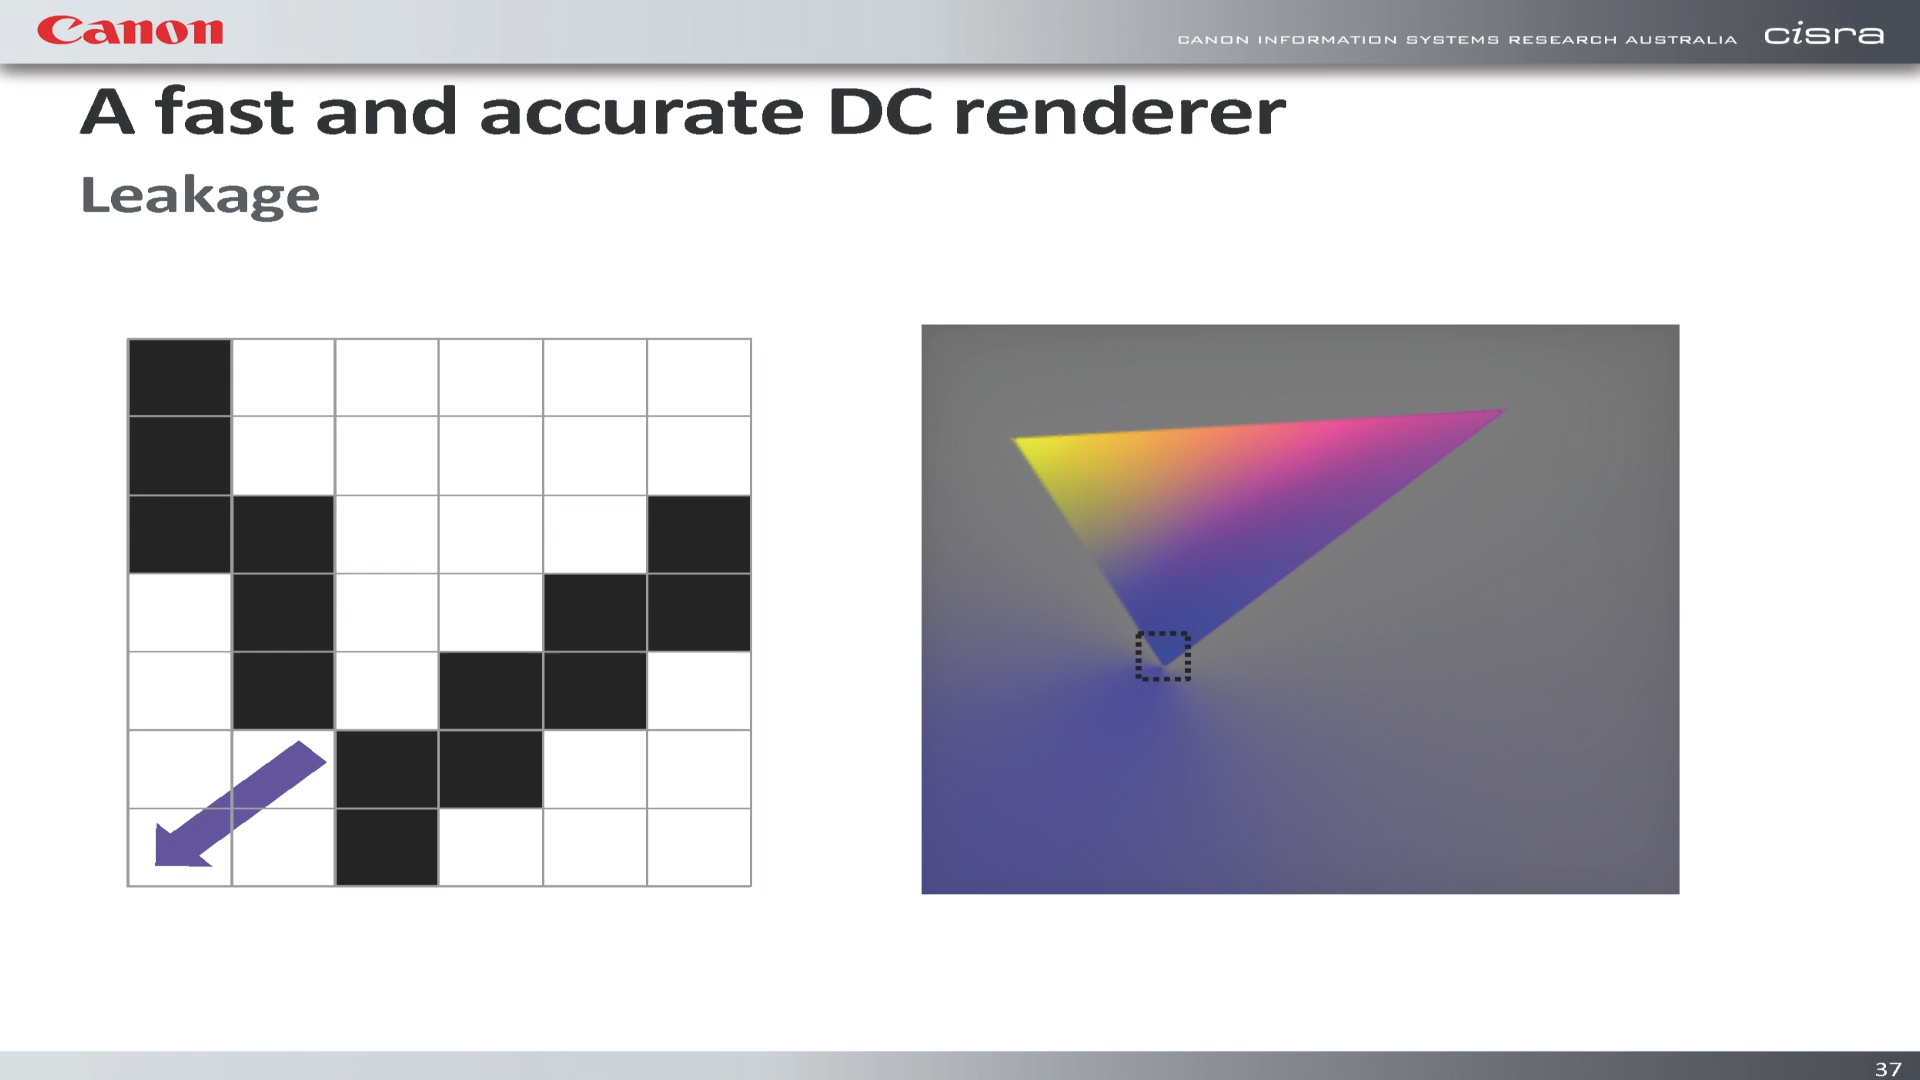 Canon
CANON INFORMATION SYSTEMS RESEARCH AUSTRALIA cisra
A fast and accurate DC renderer
Leakage
37